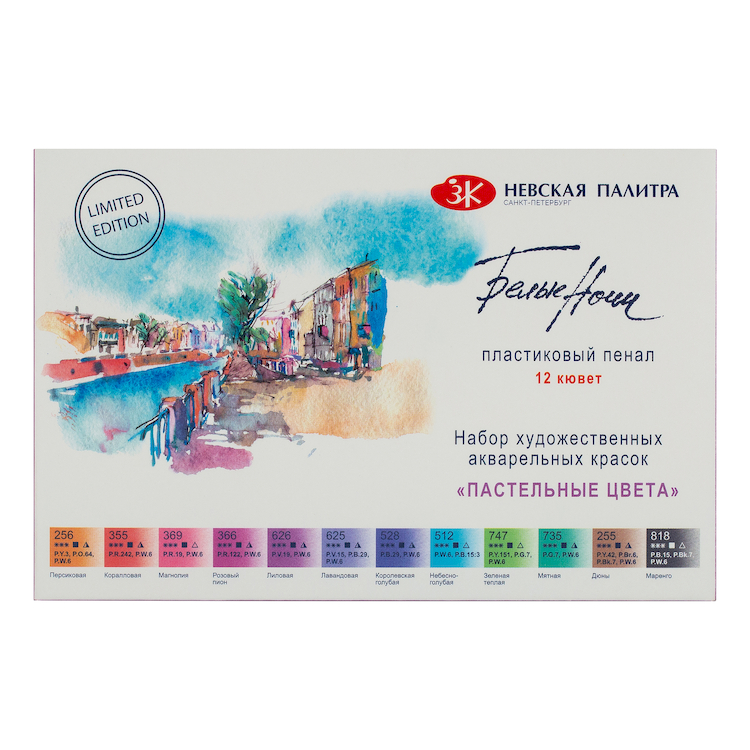 LIMITED
EDITION
ЗК
НЕВСКАЯ ПАЛИТРА
САНКТ-ПЕТЕРБУРГ
Белые Ночи
пластиковый пенал
12 кювет
Набор художественных
акварельных красок
«ПАСТЕЛЬНЫЕ ЦВЕТА»
256 355 369 366 626 625 528 512 747 735 255 818
*** *** *** *** *** *** *** *** *** *** *** ***
P.Y.3, P.O.64, P.W.6
P.R.242, P.W.6
P.R.19, P.W.6
P.R.122, P.W.6
P.V.19, P.W.6
P.V.15, P.B.29, P.W.6
P.B.29, P.W.6
P.W.6, P.B.15:3
P.Y.151, P.G.7, P.W.6
P.G.7, P.W.6
P.Y.42, P.Br.6, P.Bk.7, P.W.6
P.B.15, P.Bk.7, P.W.6
Персиковая
Коралловая
Магнолия
Розовый пион
Лиловая
Лавандовая
Королевская голубая
Небесно-голубая
Зеленая теплая
Мятная
Дюны
Маренго